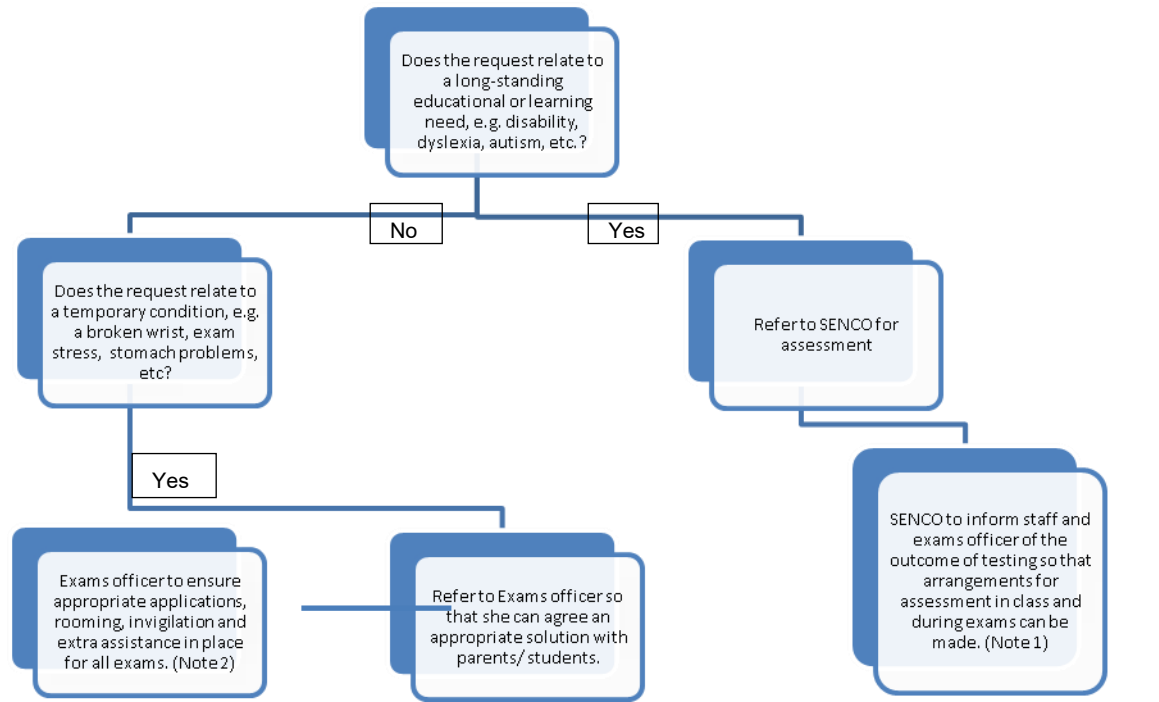 Does the request relate to
a long-standing
educational or learning
need, e.g. disability,
dyslexia, autism, etc.?
No
Yes
Does the request relate to
a temporary condition, e.g.
a broken wrist, exam
stress, stomach problems,
etc?
Refer to SENCO for
assessment
Yes
Exams officer to ensure
appropriate applications,
rooming, invigilation and
extra assistance in place
for all exams. (Note 2)
Refer to Exams officer so
that she can agree an
appropriate solution with
parents/ students.
SENCO to inform staff and
exams officer of the
outcome of testing so that
arrangements for
assessment in class and
during exams can be
made. (Note 1)